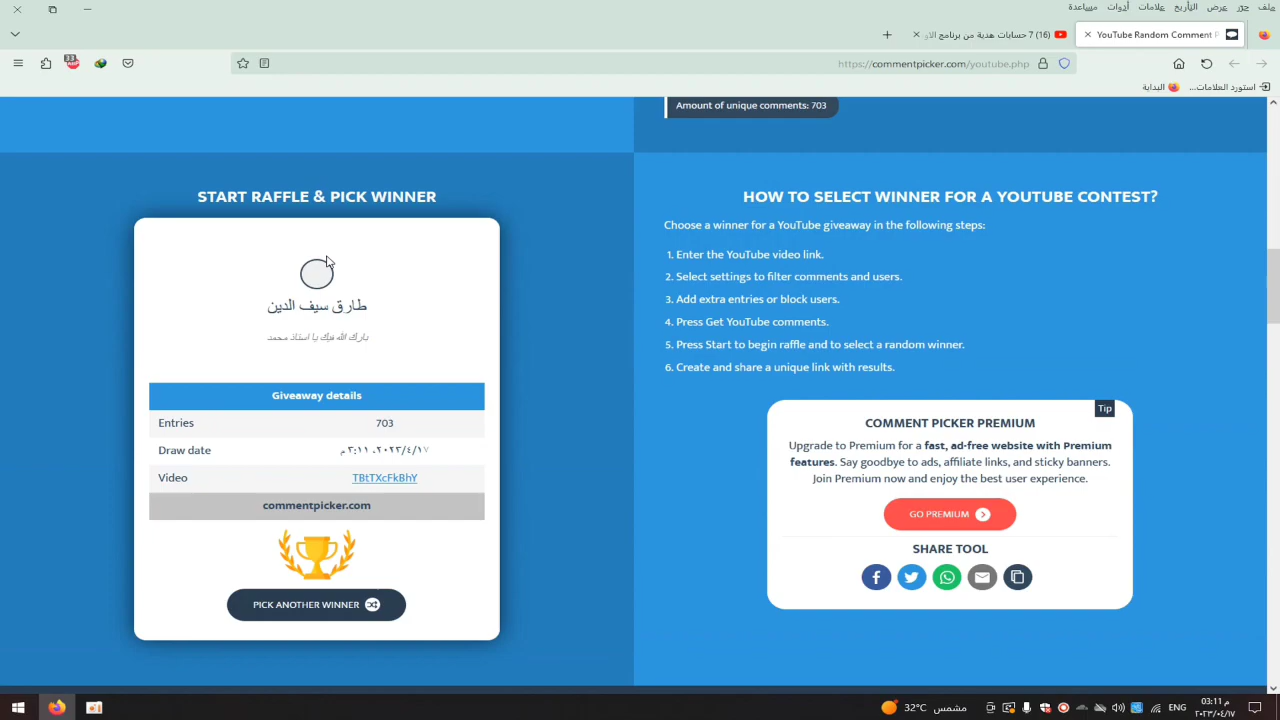 ملف تحرير عرض التأريخ علامات أدوات مساعدة
YouTube Random Comment P
(16) 7 حسابات هدية من برنامج الاو
https://commentpicker.com/youtube.php
استورد العلامات...
البداية
Amount of unique comments: 703
START RAFFLE & PICK WINNER
طارق سيف الدين
بارك الله فيك يا استاذ محمد
Giveaway details
Entries 703
Draw date ٢٠٢٣/٤/١٧، ٣:١١ م
Video TBtTXcFkBhY
commentpicker.com
PICK ANOTHER WINNER
HOW TO SELECT WINNER FOR A YOUTUBE CONTEST?
Choose a winner for a YouTube giveaway in the following steps:
1. Enter the YouTube video link.
2. Select settings to filter comments and users.
3. Add extra entries or block users.
4. Press Get YouTube comments.
5. Press Start to begin raffle and to select a random winner.
6. Create and share a unique link with results.
Tip
COMMENT PICKER PREMIUM
Upgrade to Premium for a fast, ad-free website with Premium
features. Say goodbye to ads, affiliate links, and sticky banners.
Join Premium now and enjoy the best user experience.
GO PREMIUM
SHARE TOOL
32°C مشمس
ENG
03:11 م
٢٠٢٣/٠٤/١٧